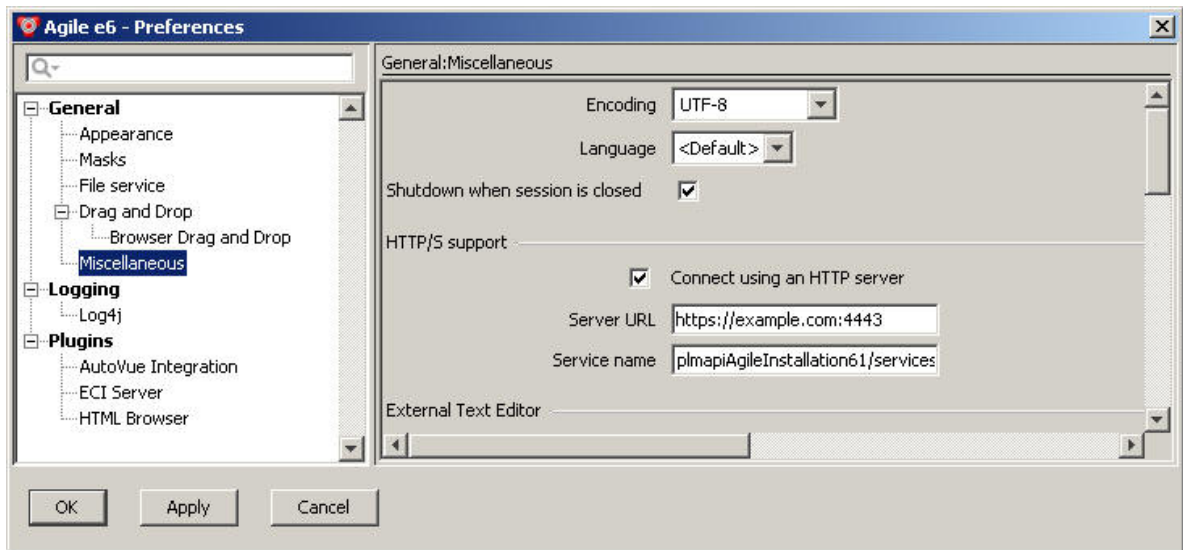 Agile e6 - Preferences
General
Appearance
Masks
File service
Drag and Drop
Browser Drag and Drop
Miscellaneous
Logging
Log4j
Plugins
AutoVue Integration
ECI Server
HTML Browser
General:Miscellaneous
Encoding UTF-8
Language <Default>
Shutdown when session is closed
HTTP/S support
Connect using an HTTP server
Server URL https://example.com:4443
Service name plmapiAgileInstallation61/services
External Text Editor
OK Apply Cancel